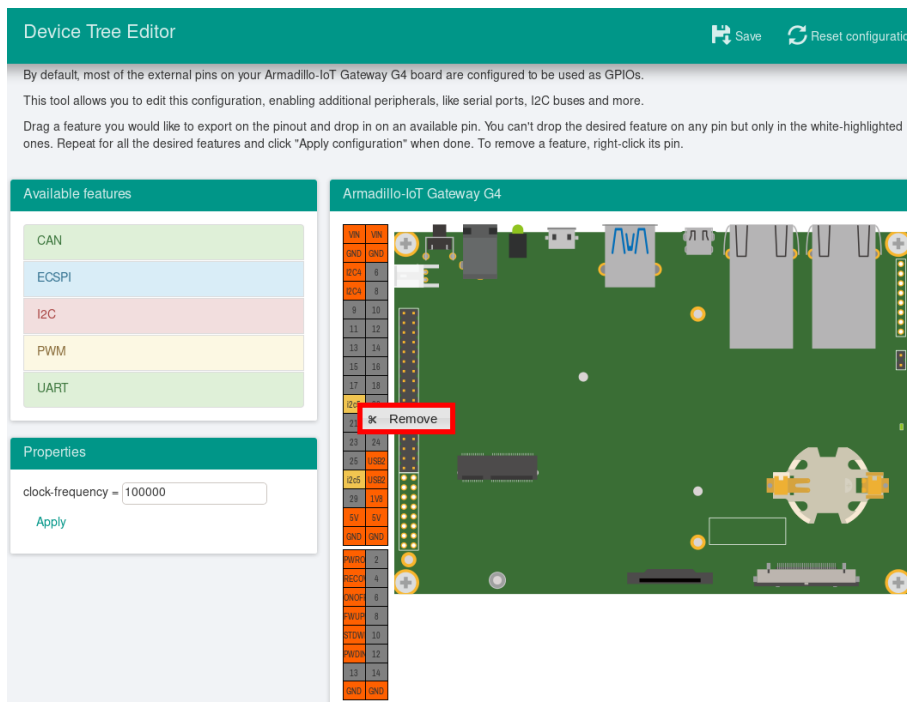 Device Tree Editor
Save
Reset configuratio
By default, most of the external pins on your Armadillo-IoT Gateway G4 board are configured to be used as GPIOs.
This tool allows you to edit this configuration, enabling additional peripherals, like serial ports, I2C buses and more.
Drag a feature you would like to export on the pinout and drop in on an available pin. You can't drop the desired feature on any pin but only in the white-highlighted
ones. Repeat for all the desired features and click "Apply configuration" when done. To remove a feature, right-click its pin.
Available features
CAN
ECSPI
I2C
PWM
UART
Properties
clock-frequency = 100000
Apply
Armadillo-IoT Gateway G4
VIN VIN
GND GND
I2C4 6
I2C4 8
9 10
11 12
13 14
15 16
17 18
Remove
23 24
25 USB2
i2c5 USB2
29 1V8
5V 5V
GND GND
PWRO 2
RECO 4
ONOF 6
FWUP 8
STDW 10
PWDIN 12
13 14
GND GND